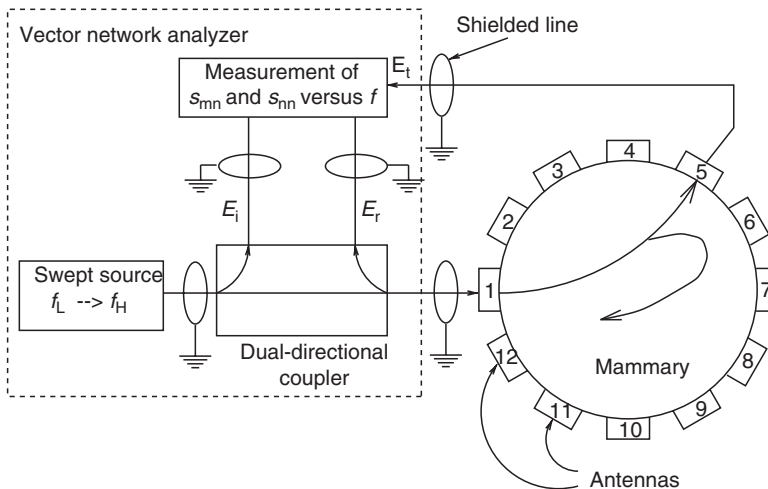 Vector network analyzer
Shielded line
Measurement of
s_mn and s_nn versus f
E_t
E_i
E_r
Swept source
f_L --> f_H
Dual-directional
coupler
1
2
3
4
5
6
7
8
9
10
11
12
Mammary
Antennas